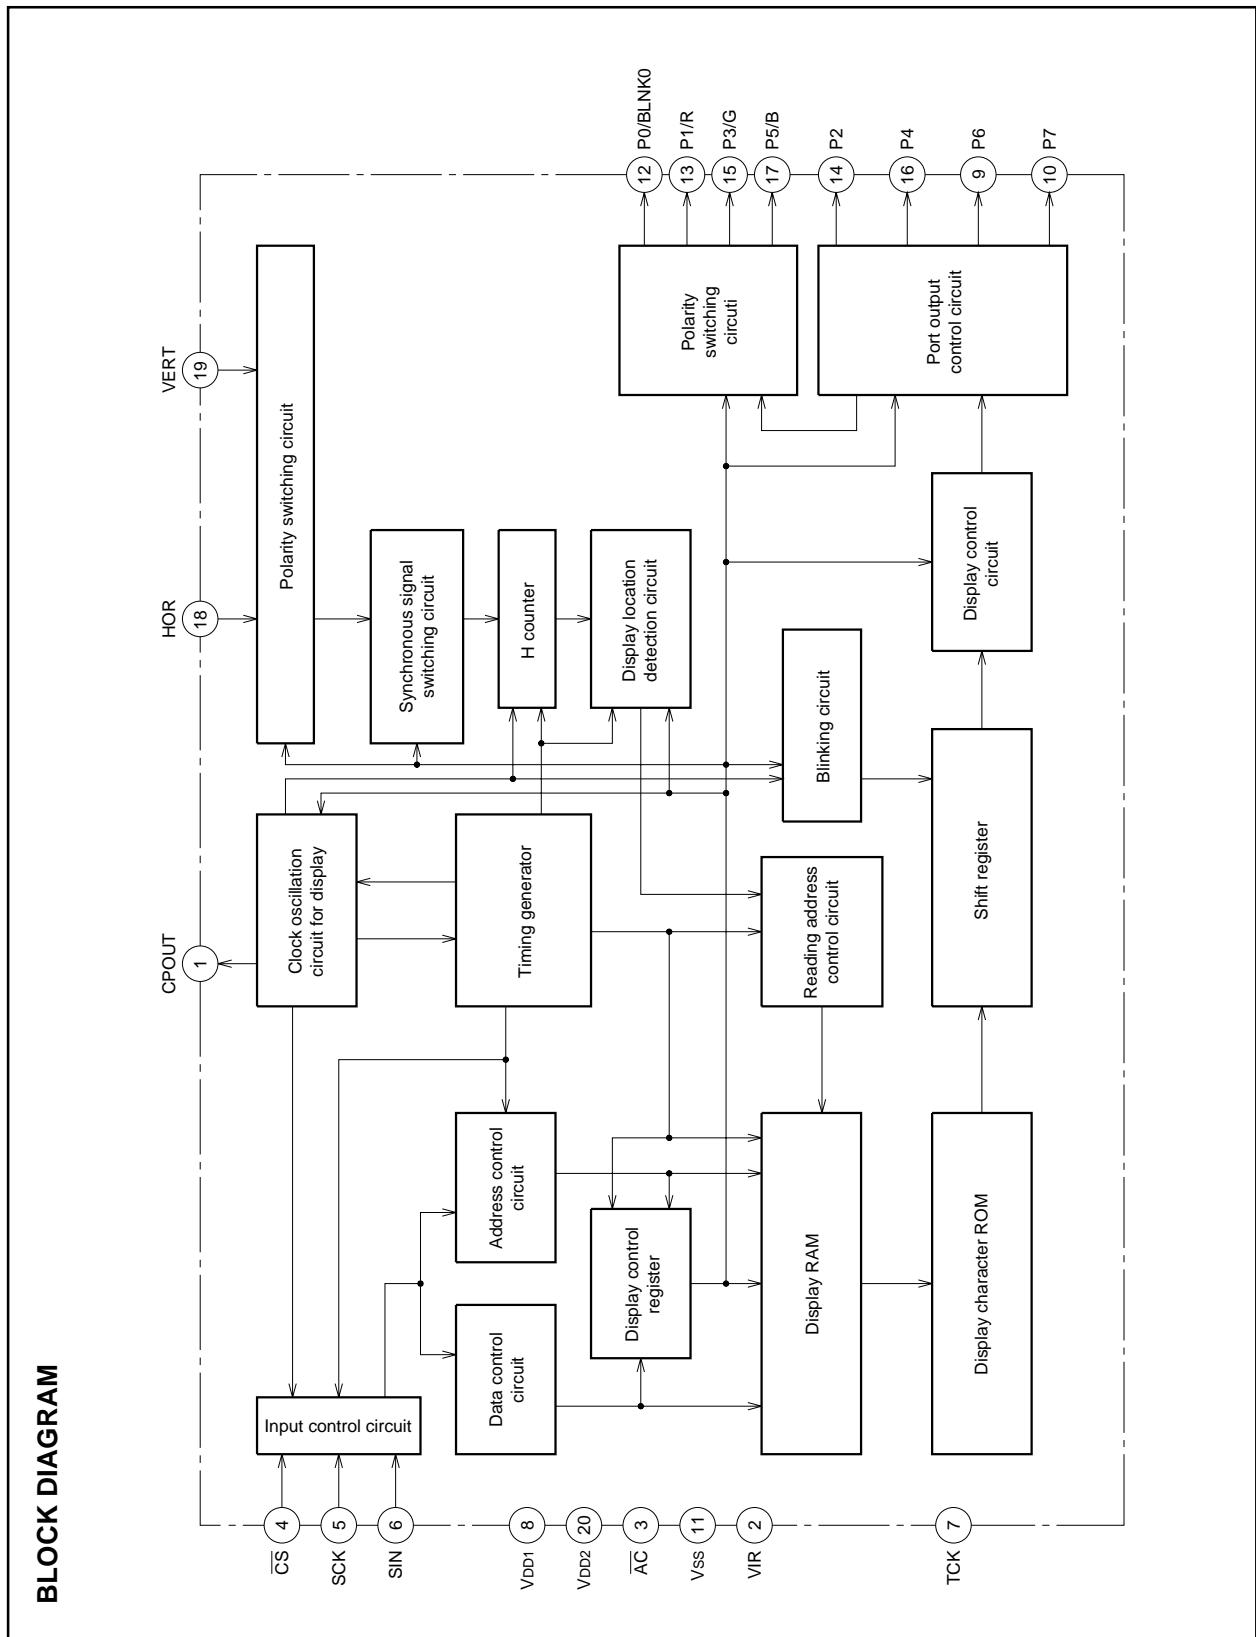 BLOCK DIAGRAM
CPOUT
1
HOR
18
VERT
19
CS
4
SCK
5
SIN
6
VDD1
8
VDD2
20
AC
3
VSS
11
VIR
2
TCK
7
Input control circuit
Clock oscillation
circuit for display
Polarity switching circuit
Data control
circuit
Address control
circuit
Timing generator
Synchronous signal
switching circuit
H counter
Display location
detection circuit
Display control
register
Display RAM
Reading address
control circuit
Blinking circuit
Display character ROM
Shift register
Display control
circuit
Polarity
switching
circuti
Port output
control circuit
12 P0/BLNK0
13 P1/R
15 P3/G
17 P5/B
14 P2
16 P4
9 P6
10 P7